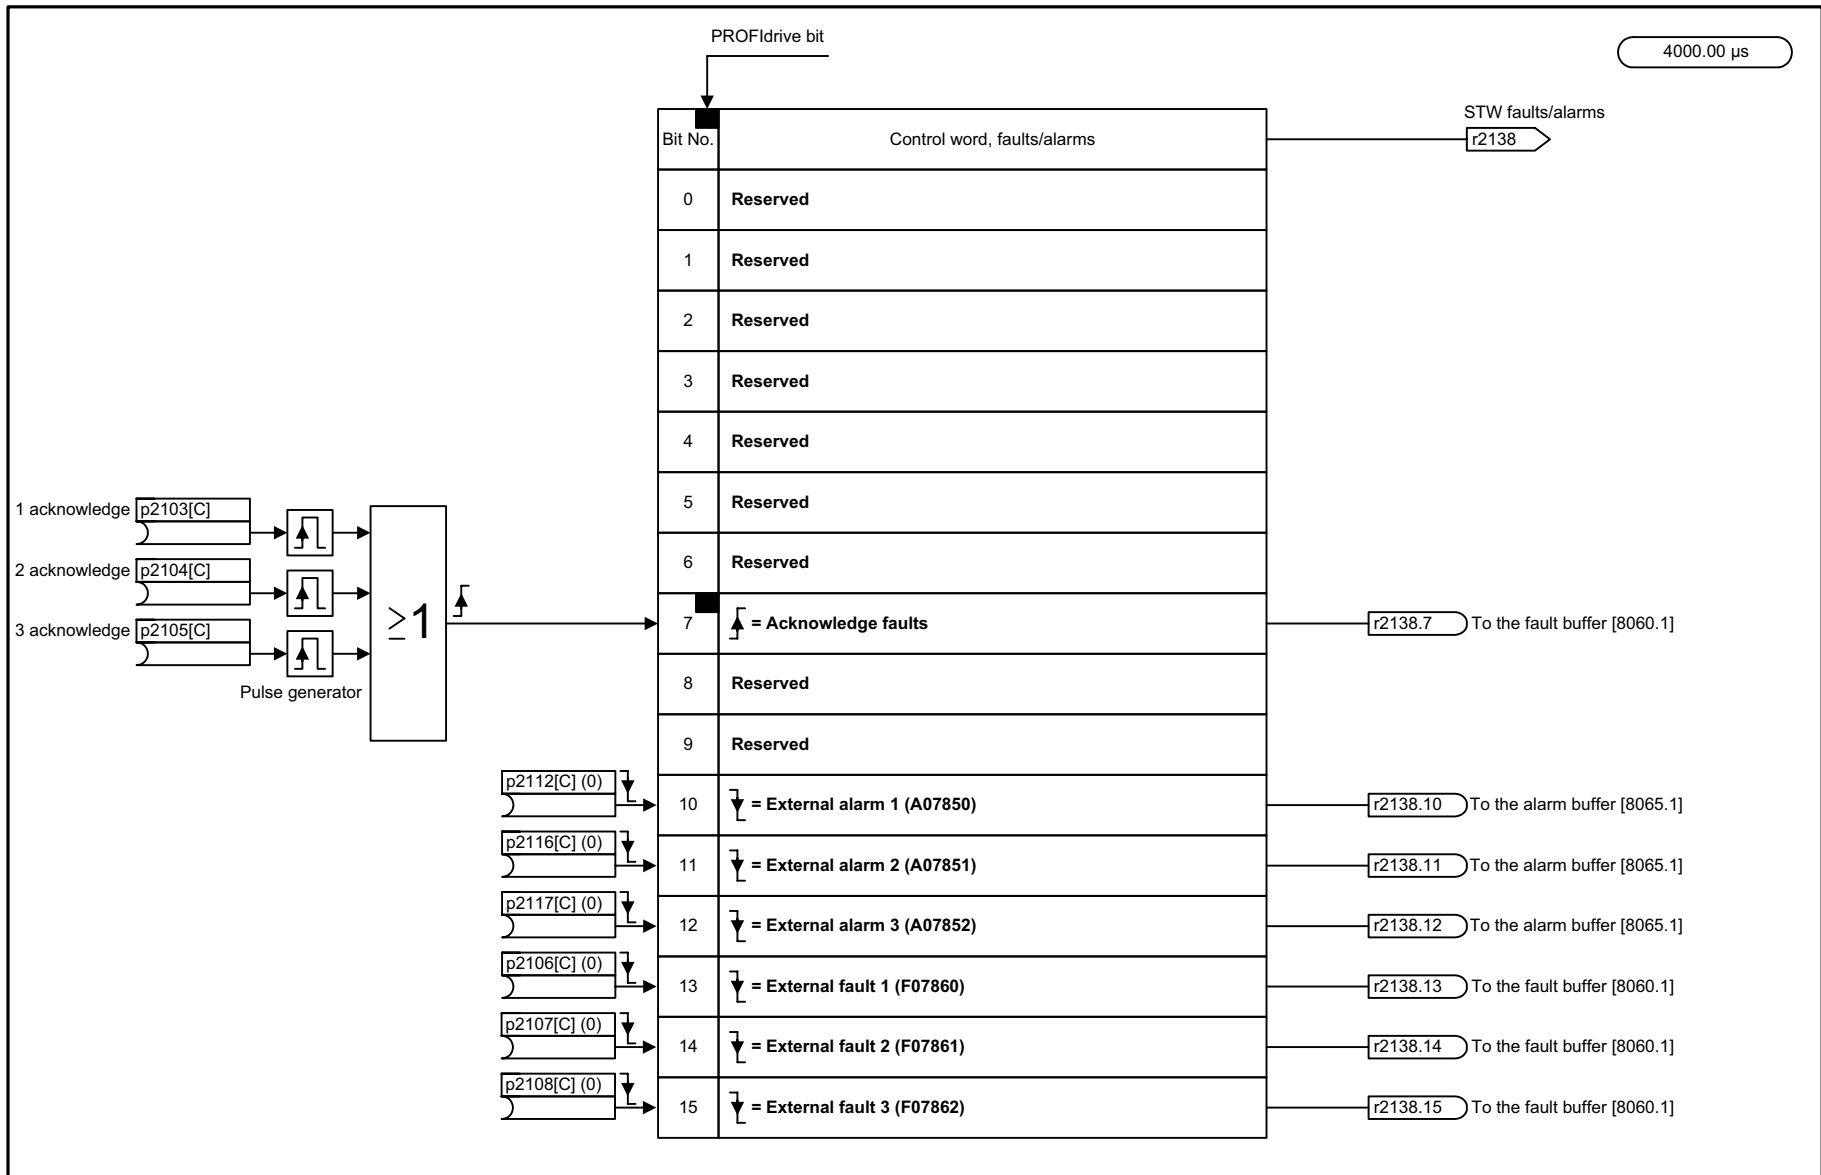 PROFIdrive bit
4000.00 µs
STW faults/alarms
Bit No. Control word, faults/alarms r2138
0 Reserved
1 Reserved
2 Reserved
3 Reserved
4 Reserved
5 Reserved
1 acknowledge p2103[C]
6 Reserved
2 acknowledge p2104[C]
≥1
7 = Acknowledge faults r2138.7 To the fault buffer [8060.1]
3 acknowledge p2105[C]
Pulse generator
8 Reserved
9 Reserved
p2112[C] (0)
10 = External alarm 1 (A07850) r2138.10 To the alarm buffer [8065.1]
p2116[C] (0)
11 = External alarm 2 (A07851) r2138.11 To the alarm buffer [8065.1]
p2117[C] (0)
12 = External alarm 3 (A07852) r2138.12 To the alarm buffer [8065.1]
p2106[C] (0)
13 = External fault 1 (F07860) r2138.13 To the fault buffer [8060.1]
p2107[C] (0)
14 = External fault 2 (F07861) r2138.14 To the fault buffer [8060.1]
p2108[C] (0)
15 = External fault 3 (F07862) r2138.15 To the fault buffer [8060.1]